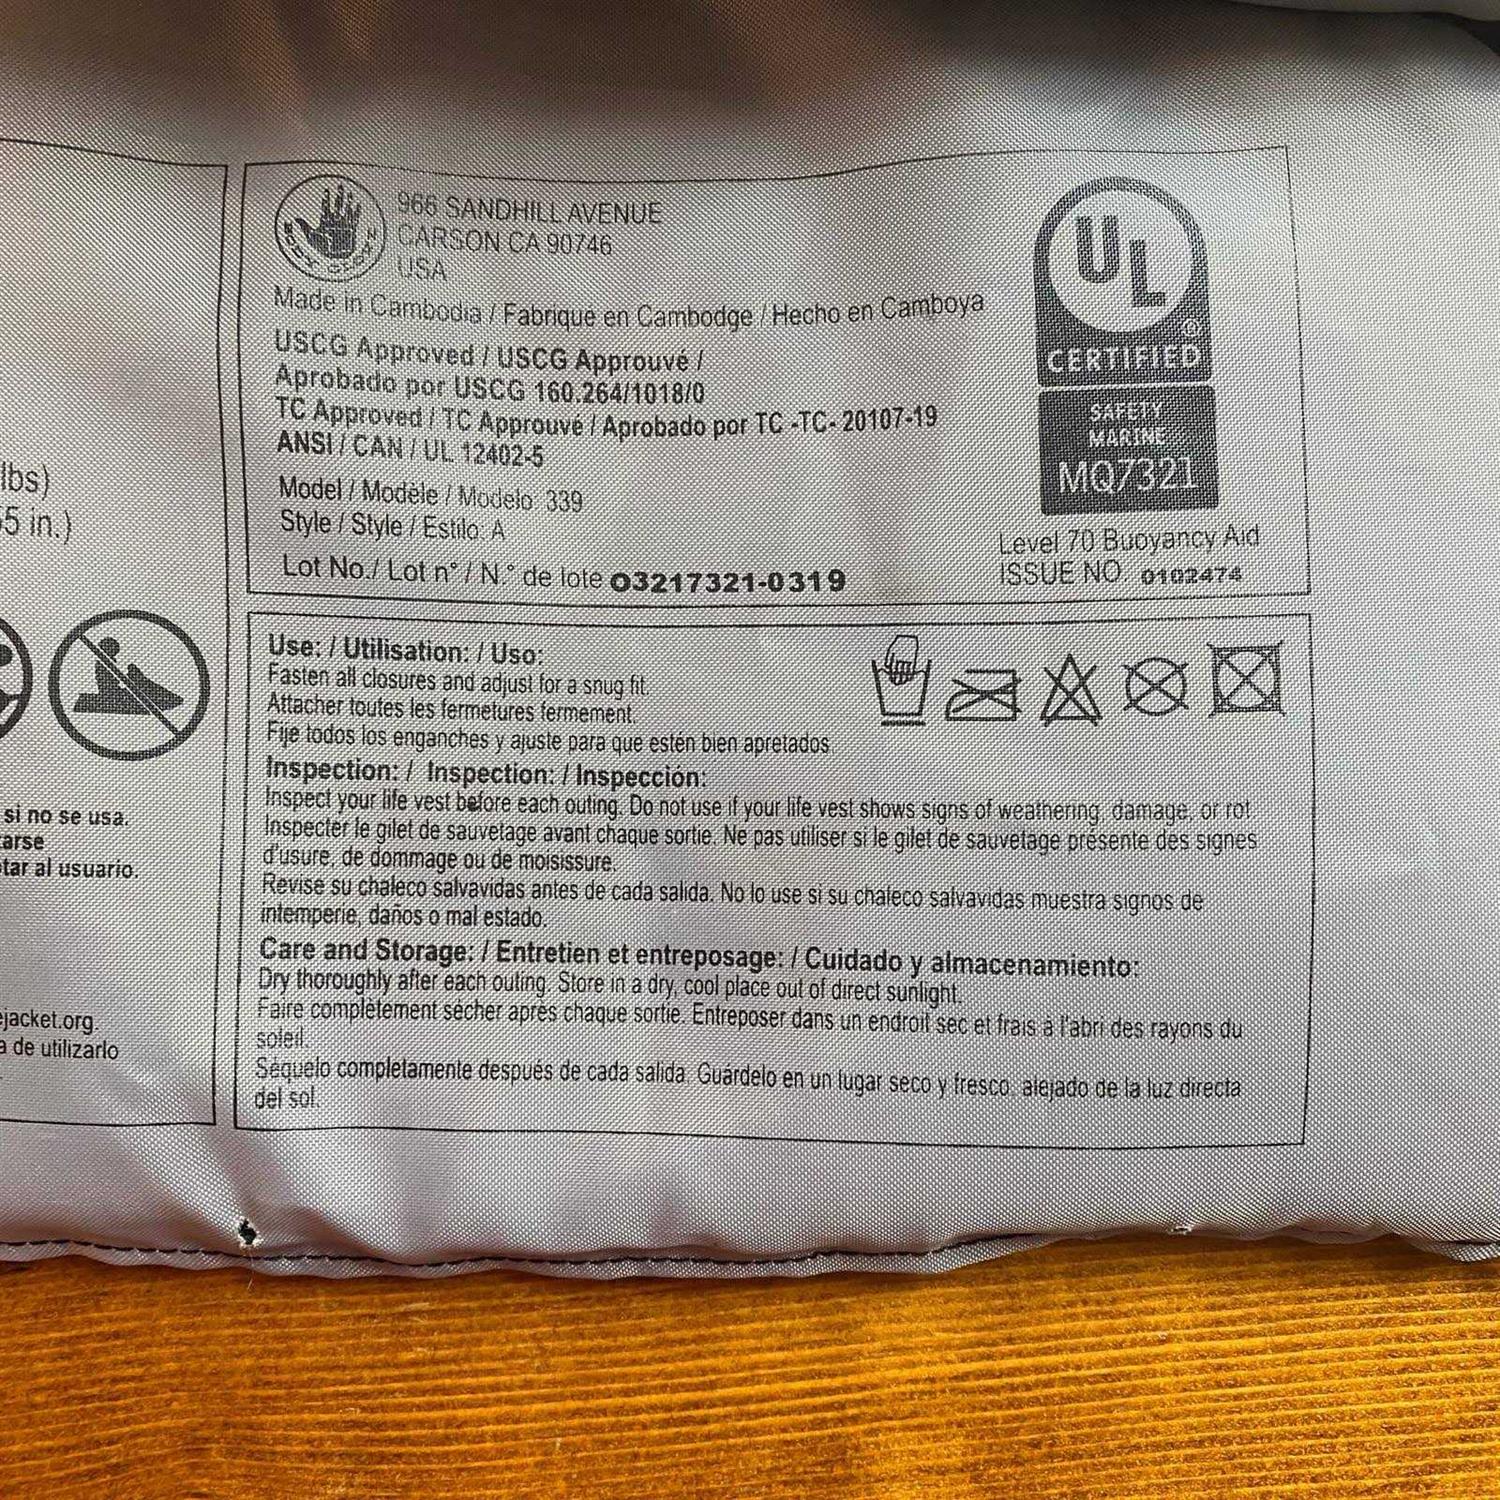 lbs)
5 in.)
si no se usa.
arse
tar al usuario.
ejacket.org.
a de utilizarlo
BODY GLOVE
966 SANDHILL AVENUE
CARSON CA 90746
USA
Made in Cambodia / Fabriqué en Cambodge / Hecho en Camboya
USCG Approved / USCG Approuvé /
Aprobado por USCG 160.264/1018/0
TC Approved / TC Approuvé / Aprobado por TC -TC- 20107-19
ANSI / CAN / UL 12402-5
Model / Modèle / Modelo: 339
Style / Style / Estilo: A
Lot No./ Lot n° / N.° de lote 03217321-0319
UL
®
CERTIFIED
SAFETY
MARINE
MQ7321
Level 70 Buoyancy Aid
ISSUE NO 0102474
Use: / Utilisation: / Uso:
Fasten all closures and adjust for a snug fit.
Attacher toutes les fermetures fermement.
Fije todos los enganches y ajuste para que estén bien apretados.
Inspection: / Inspection: / Inspección:
Inspect your life vest before each outing. Do not use if your life vest shows signs of weathering, damage, or rot.
Inspecter le gilet de sauvetage avant chaque sortie. Ne pas utiliser si le gilet de sauvetage présente des signes
d'usure, de dommage ou de moisissure.
Revise su chaleco salvavidas antes de cada salida. No lo use si su chaleco salvavidas muestra signos de
intemperie, daños o mal estado.
Care and Storage: / Entretien et entreposage: / Cuidado y almacenamiento:
Dry thoroughly after each outing. Store in a dry, cool place out of direct sunlight.
Faire complètement sécher après chaque sortie. Entreposer dans un endroit sec et frais à l'abri des rayons du
soleil.
Séquelo completamente después de cada salida. Guárdelo en un lugar seco y fresco, alejado de la luz directa
del sol.